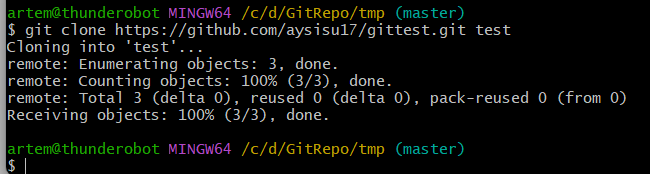 artem@thunderobot MINGW64 /c/d/GitRepo/tmp (master)
$ git clone https://github.com/aysisu17/gittest.git test
Cloning into 'test'...
remote: Enumerating objects: 3, done.
remote: Counting objects: 100% (3/3), done.
remote: Total 3 (delta 0), reused 0 (delta 0), pack-reused 0 (from 0)
Receiving objects: 100% (3/3), done.
artem@thunderobot MINGW64 /c/d/GitRepo/tmp (master)
$